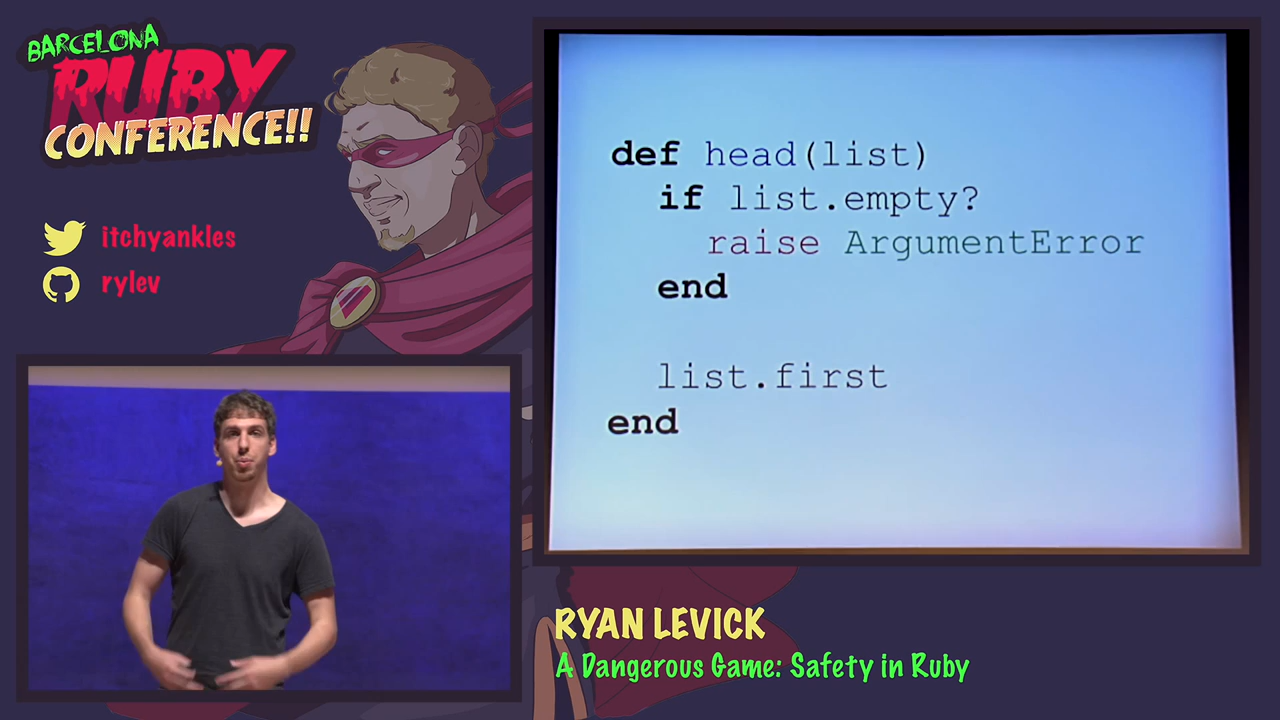 BARCELONA
RUBY
CONFERENCE!!
itchyankles
rylev
def head(list)
  if list.empty?
    raise ArgumentError
  end

  list.first
end
RYAN LEVICK
A Dangerous Game: Safety in Ruby